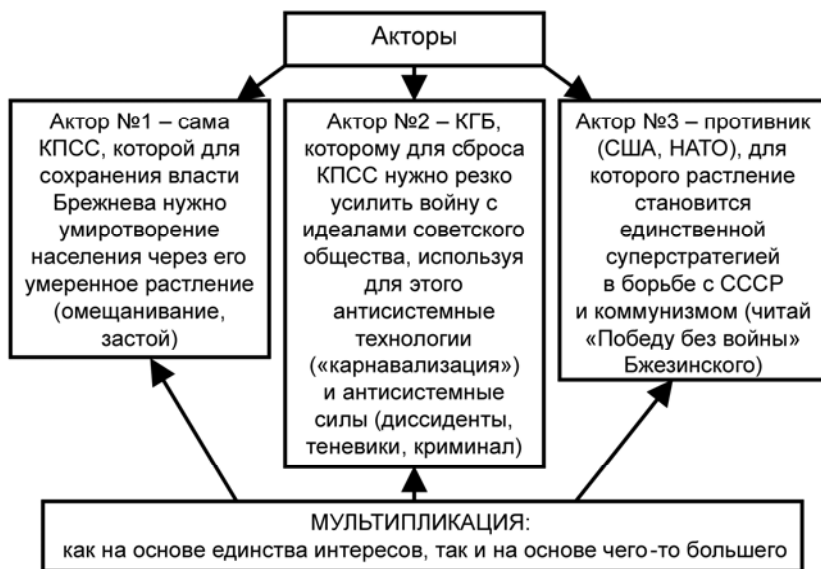 Акторы
Актор №1 – сама
КПСС, которой для
сохранения власти
Брежнева нужно
умиротворение
населения через его
умеренное растление
(омещанивание,
застой)
Актор №2 – КГБ,
которому для сброса
КПСС нужно резко
усилить войну с
идеалами советского
общества, используя
для этого
антисистемные
технологии
(«карнавализация»)
и антисистемные
силы (диссиденты,
теневики, криминал)
Актор №3 – противник
(США, НАТО), для
которого растление
становится
единственной
суперстратегией
в борьбе с СССР
и коммунизмом (читай
«Победу без войны»
Бжезинского)
МУЛЬТИПЛИКАЦИЯ:
как на основе единства интересов, так и на основе чего-то большего